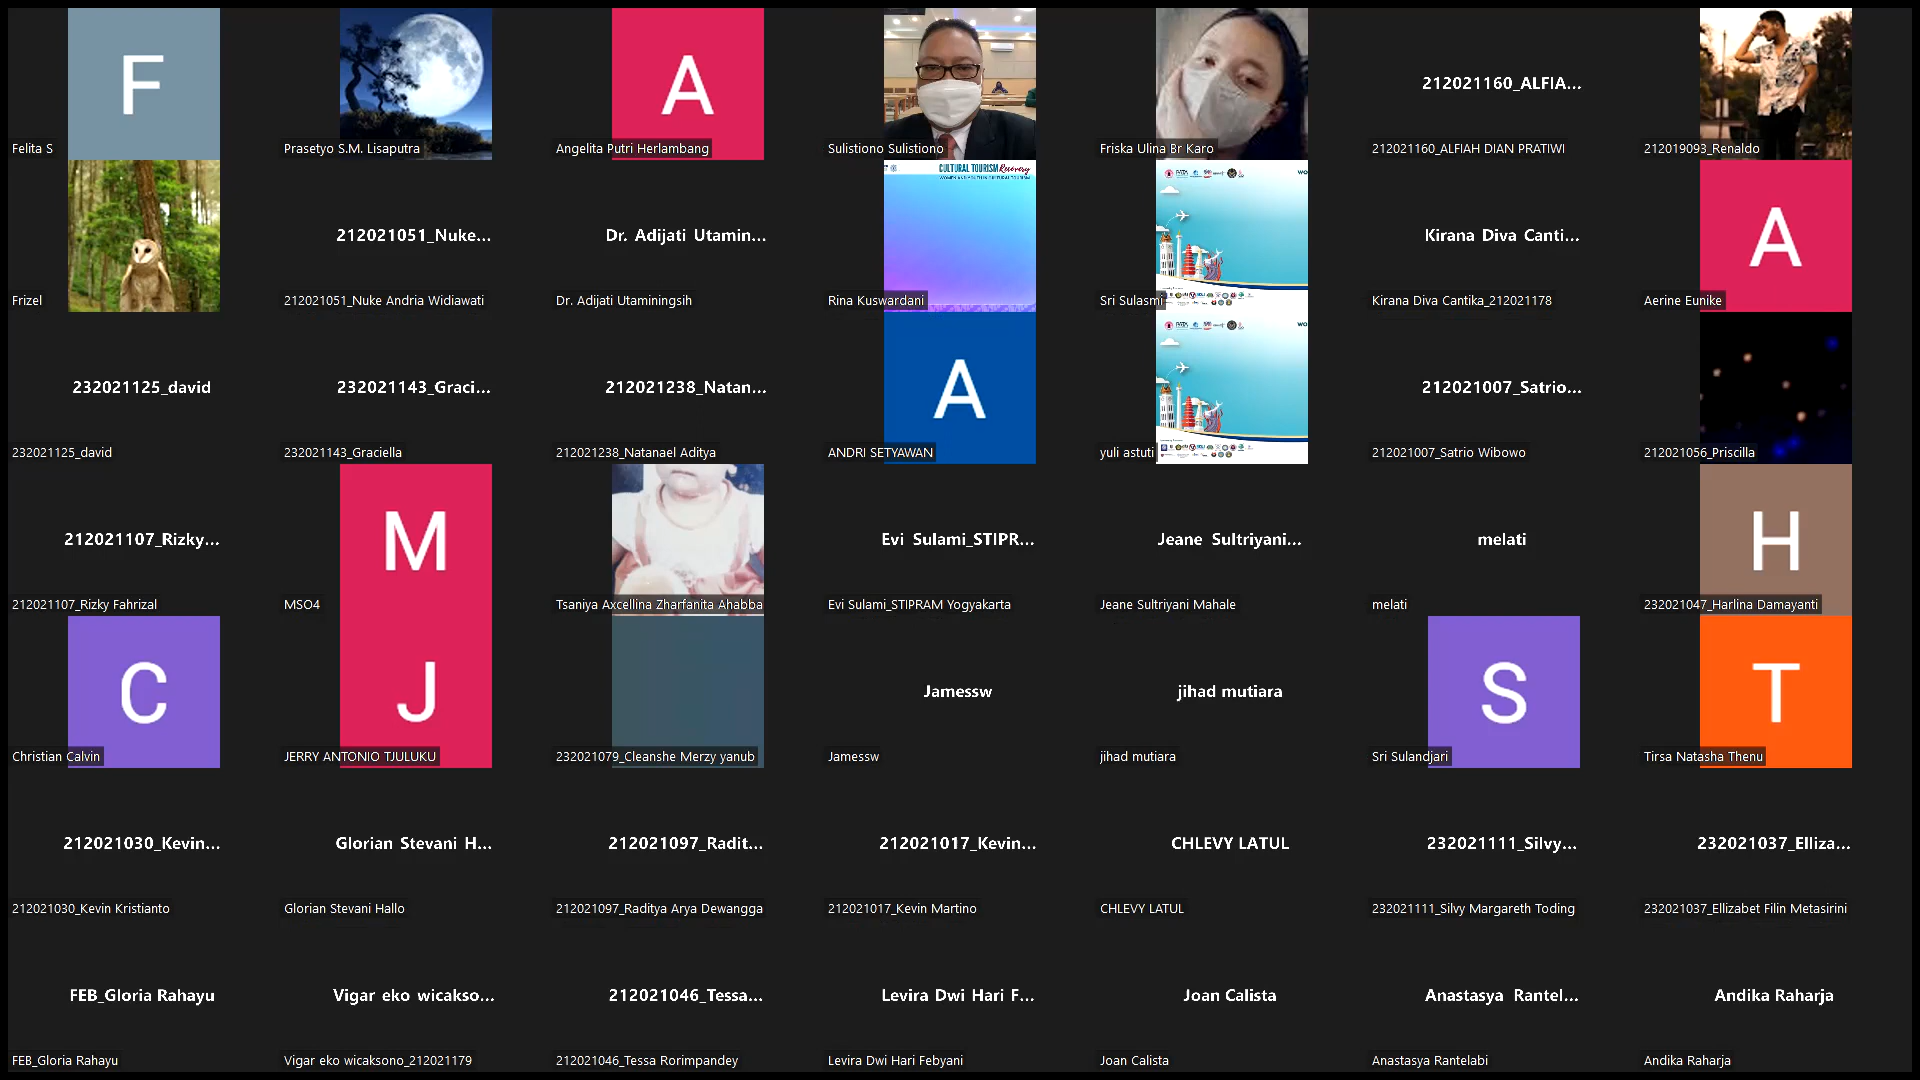 F
Felita S
Prasetyo S.M. Lisaputra
A
Angelita Putri Herlambang
Sulistiono Sulistiono
Friska Ulina Br Karo
212021160_ALFIA...
212021160_ALFIAH DIAN PRATIWI
212019093_Renaldo
Frizel
212021051_Nuke...
212021051_Nuke Andria Widiawati
Dr. Adijati Utamin...
Dr. Adijati Utaminingsih
CULTURAL TOURISM Recovery
WOMEN AND YOUTH IN CULTURAL TOURISM
Rina Kuswardani
WO
Sri Sulasmi
Kirana Diva Canti...
Kirana Diva Cantika_212021178
A
Aerine Eunike
232021125_david
232021125_david
232021143_Graci...
232021143_Graciella
212021238_Natan...
212021238_Natanael Aditya
A
ANDRI SETYAWAN
WO
yuli astuti
212021007_Satrio...
212021007_Satrio Wibowo
212021056_Priscilla
212021107_Rizky...
212021107_Rizky Fahrizal
M
MSO4
Tsaniya Axcellina Zharfanita Ahabba
Evi Sulami_STIPR...
Evi Sulami_STIPRAM Yogyakarta
Jeane Sultriyani...
Jeane Sultriyani Mahale
melati
melati
H
232021047_Harlina Damayanti
C
Christian Calvin
J
JERRY ANTONIO TJULUKU
232021079_Cleanshe Merzy yanub
Jamessw
Jamessw
jihad mutiara
jihad mutiara
S
Sri Sulandjari
T
Tirsa Natasha Thenu
212021030_Kevin...
212021030_Kevin Kristianto
Glorian Stevani H...
Glorian Stevani Hallo
212021097_Radit...
212021097_Raditya Arya Dewangga
212021017_Kevin...
212021017_Kevin Martino
CHLEVY LATUL
CHLEVY LATUL
232021111_Silvy...
232021111_Silvy Margareth Toding
232021037_Elliza...
232021037_Ellizabet Filin Metasirini
FEB_Gloria Rahayu
FEB_Gloria Rahayu
Vigar eko wicakso...
Vigar eko wicaksono_212021179
212021046_Tessa...
212021046_Tessa Rorimpandey
Levira Dwi Hari F...
Levira Dwi Hari Febyani
Joan Calista
Joan Calista
Anastasya Rantel...
Anastasya Rantelabi
Andika Raharja
Andika Raharja